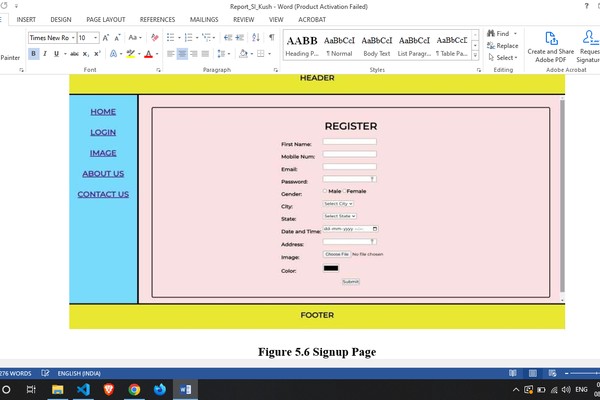 Report_SI_Kush - Word (Product Activation Failed)
INSERT DESIGN PAGE LAYOUT REFERENCES MAILINGS REVIEW VIEW ACROBAT
Times New Ro 10 A A Aa
Painter
B I U abc X₂ X² A A
AABB AaBbCcI AaBbCcD AaBbCcI AaBbCcI
Heading P... ¶ Normal Body Text List Paragr... ¶ Table Pa...
Find
Replace
Select
Create and Share
Adobe PDF
Reques
Signatur
Font Paragraph Styles Editing Adobe Acrobat
HEADER
HOME
LOGIN
IMAGE
ABOUT US
CONTACT US
REGISTER
First Name:
Mobile Num:
Email:
Password:
Gender: Male Female
City: Select City
State: Select State
Date and Time: dd-mm-yyyy --:--
Address:
Image: Choose File No file chosen
Color:
Submit
FOOTER
Figure 5.6 Signup Page
276 WORDS ENGLISH (INDIA)
ENG